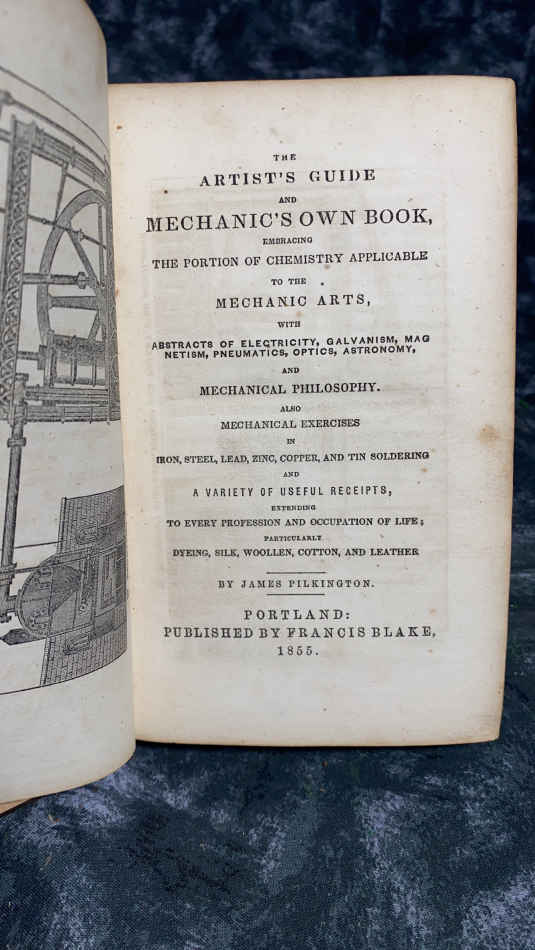 THE
ARTIST'S GUIDE
AND
MECHANIC'S OWN BOOK,
EMBRACING
THE PORTION OF CHEMISTRY APPLICABLE
TO THE
MECHANIC ARTS,
WITH
ABSTRACTS OF ELECTRICITY, GALVANISM, MAG
NETISM, PNEUMATICS, OPTICS, ASTRONOMY,
AND
MECHANICAL PHILOSOPHY.
ALSO
MECHANICAL EXERCISES
IN
IRON, STEEL, LEAD, ZINC, COPPER, AND TIN SOLDERING
AND
A VARIETY OF USEFUL RECEIPTS,
EXTENDING
TO EVERY PROFESSION AND OCCUPATION OF LIFE;
PARTICULARLY
DYEING, SILK, WOOLLEN, COTTON, AND LEATHER
BY JAMES PILKINGTON.
PORTLAND:
PUBLISHED BY FRANCIS BLAKE,
1855.